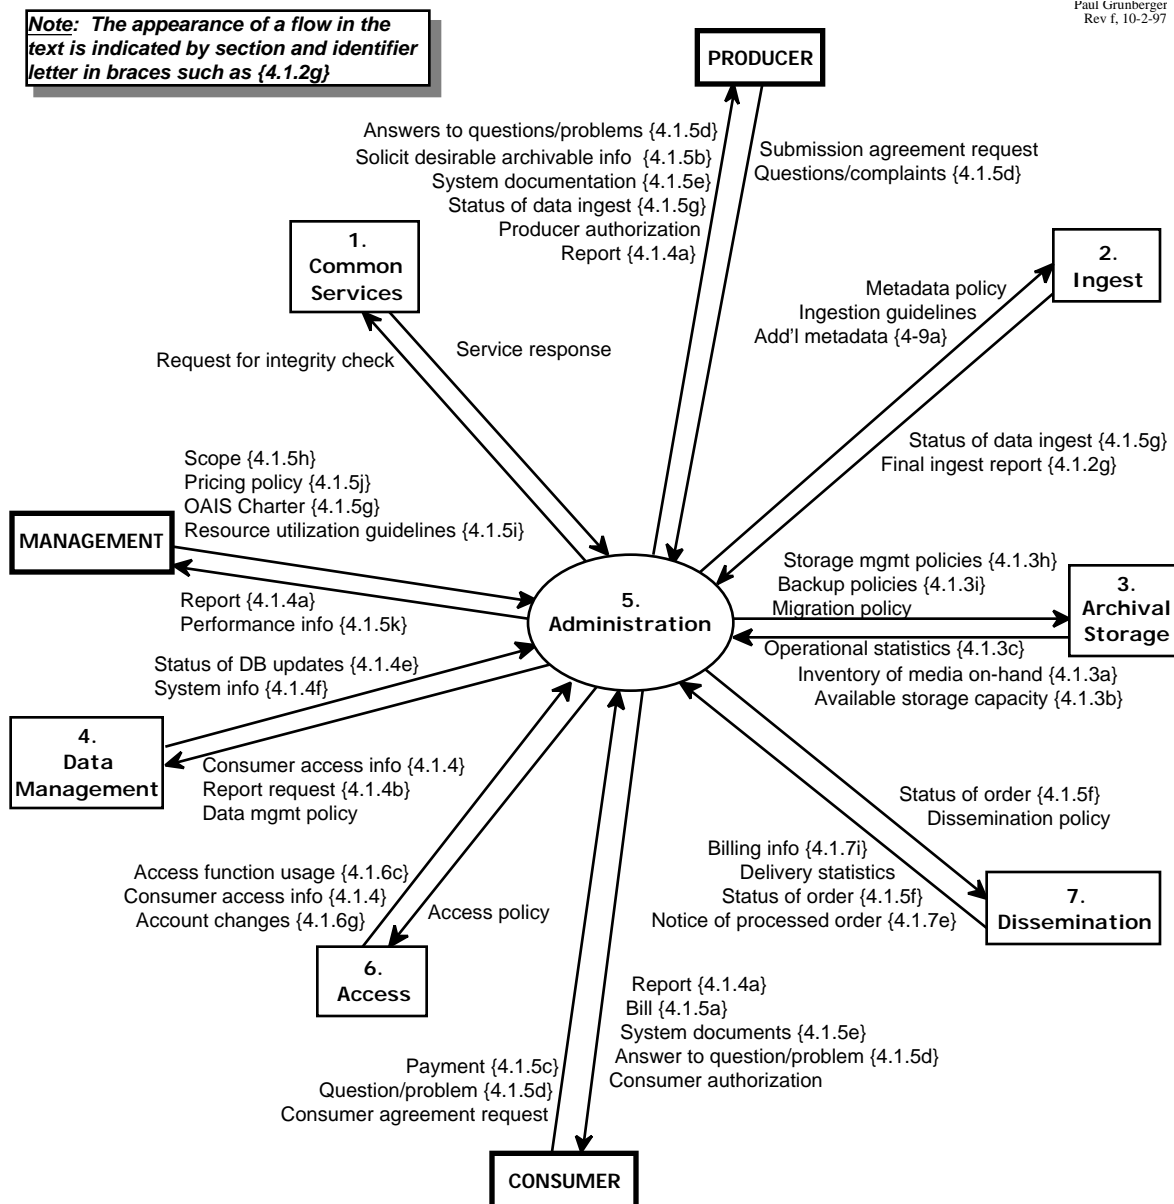 Paul Grunberger
Rev f, 10-2-97
Note: The appearance of a flow in the
text is indicated by section and identifier
letter in braces such as {4.1.2g}
PRODUCER
Answers to questions/problems {4.1.5d}
Solicit desirable archivable info {4.1.5b}
System documentation {4.1.5e}
Status of data ingest {4.1.5g}
Producer authorization
Report {4.1.4a}
Submission agreement request
Questions/complaints {4.1.5d}
1.
Common
Services
2.
Ingest
Metadata policy
Ingestion guidelines
Add'l metadata {4-9a}
Request for integrity check
Service response
Status of data ingest {4.1.5g}
Final ingest report {4.1.2g}
Scope {4.1.5h}
Pricing policy {4.1.5j}
OAIS Charter {4.1.5g}
Resource utilization guidelines {4.1.5i}
MANAGEMENT
Report {4.1.4a}
Performance info {4.1.5k}
5.
Administration
Storage mgmt policies {4.1.3h}
Backup policies {4.1.3i}
Migration policy
3.
Archival
Storage
Operational statistics {4.1.3c}
Inventory of media on-hand {4.1.3a}
Available storage capacity {4.1.3b}
Status of DB updates {4.1.4e}
System info {4.1.4f}
4.
Data
Management
Consumer access info {4.1.4}
Report request {4.1.4b}
Data mgmt policy
Status of order {4.1.5f}
Dissemination policy
Billing info {4.1.7i}
Delivery statistics
Status of order {4.1.5f}
Notice of processed order {4.1.7e}
7.
Dissemination
Access function usage {4.1.6c}
Consumer access info {4.1.4}
Account changes {4.1.6g}
Access policy
6.
Access
Report {4.1.4a}
Bill {4.1.5a}
System documents {4.1.5e}
Answer to question/problem {4.1.5d}
Consumer authorization
Payment {4.1.5c}
Question/problem {4.1.5d}
Consumer agreement request
CONSUMER